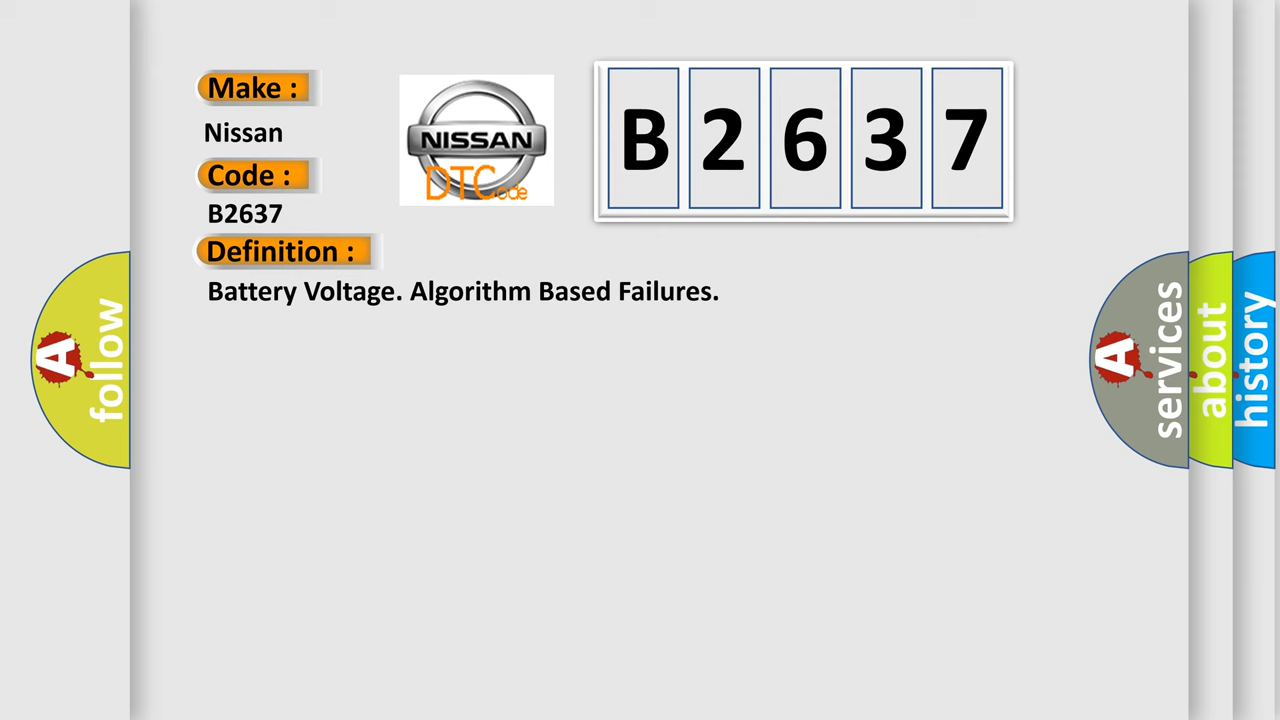 Make :
Nissan
Code :
B2637
Definition :
Battery Voltage. Algorithm Based Failures.
NISSAN
DTCode
B 2 6 3 7
A follow
A services
about
history